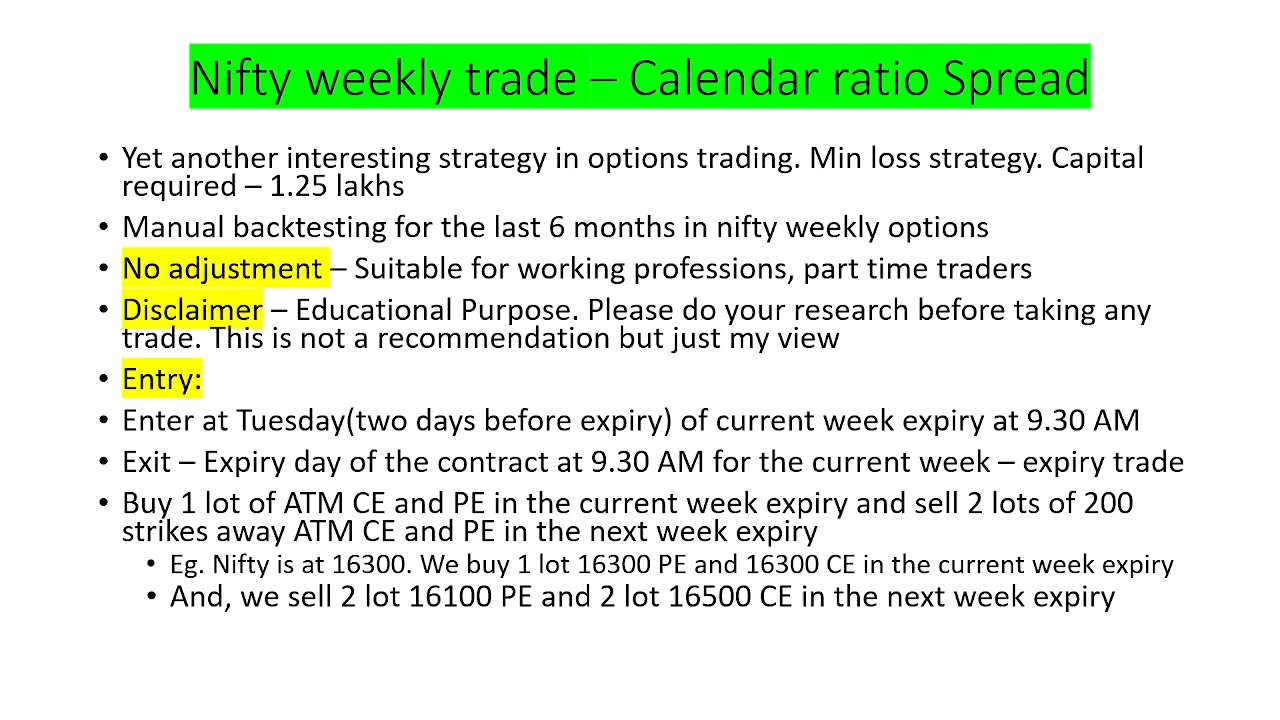 Nifty weekly trade – Calendar ratio Spread
• Yet another interesting strategy in options trading. Min loss strategy. Capital
required – 1.25 lakhs
• Manual backtesting for the last 6 months in nifty weekly options
• No adjustment – Suitable for working professions, part time traders
• Disclaimer – Educational Purpose. Please do your research before taking any
trade. This is not a recommendation but just my view
• Entry:
• Enter at Tuesday(two days before expiry) of current week expiry at 9.30 AM
• Exit – Expiry day of the contract at 9.30 AM for the current week – expiry trade
• Buy 1 lot of ATM CE and PE in the current week expiry and sell 2 lots of 200
strikes away ATM CE and PE in the next week expiry
• Eg. Nifty is at 16300. We buy 1 lot 16300 PE and 16300 CE in the current week expiry
• And, we sell 2 lot 16100 PE and 2 lot 16500 CE in the next week expiry